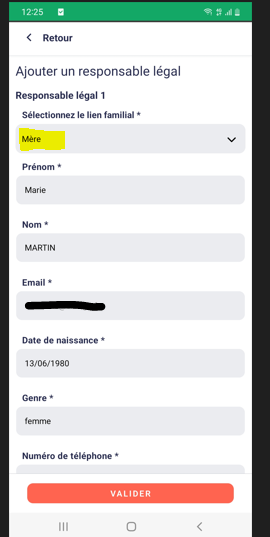 12:25
Retour
Ajouter un responsable légal
Responsable légal 1
Sélectionnez le lien familial *
Mère
Prénom *
Marie
Nom *
MARTIN
Email *
Date de naissance *
13/06/1980
Genre *
femme
Numéro de téléphone *
VALIDER